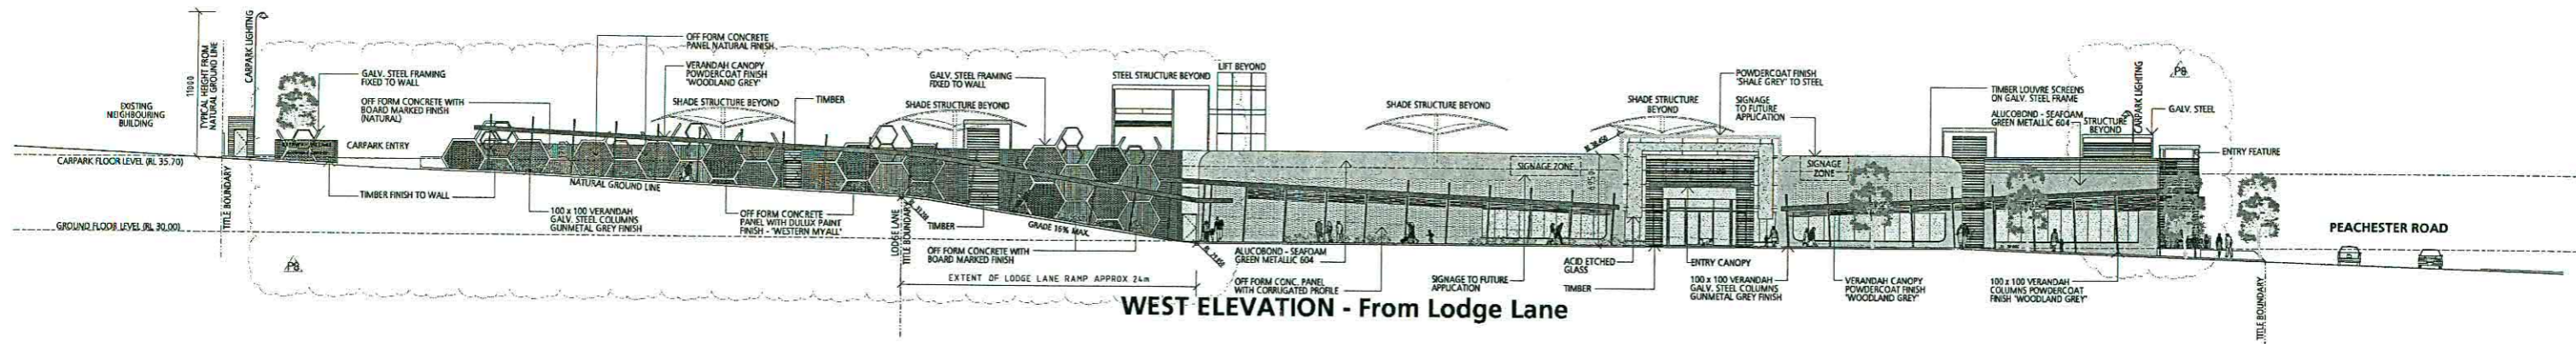 11000
TYPICAL HEIGHT FROM
NATURAL GROUND LINE
CARPARK LIGHTNG
EXISTING
NEIGHBOURING
BUILDING
CARPARK FLOOR LEVEL (RL 35.70)
GROUND FLOOR LEVEL (RL 30.00)
TITLE BOUNDARY
GALV. STEEL FRAMING
FIXED TO WALL
OFF FORM CONCRETE WITH
BOARD MARKED FINISH
(NATURAL)
CARPARK ENTRY
TIMBER FINISH TO WALL
P8
OFF FORM CONCRETE
PANEL NATURAL FINISH
VERANDAH CANOPY
POWDERCOAT FINISH
'WOODLAND GREY'
SHADE STRUCTURE BEYOND
TIMBER
NATURAL GROUND LINE
100 x 100 VERANDAH
GALV. STEEL COLUMNS
GUNMETAL GREY FINISH
OFF FORM CONCRETE
PANEL WITH DULUX PAINT
FINISH - 'WESTERN MYALL'
GALV. STEEL FRAMING
FIXED TO WALL
SHADE STRUCTURE BEYOND
STEEL STRUCTURE BEYOND
LIFT BEYOND
LODGE LANE
TITLE BOUNDARY
TIMBER
GRADE 16% MAX.
OFF FORM CONCRETE WITH
BOARD MARKED FINISH
EXTENT OF LODGE LANE RAMP APPROX 24m
SHADE STRUCTURE BEYOND
SIGNAGE ZONE
ALUCOBOND - SEAFOAM
GREEN METALLIC 604
OFF FORM CONC. PANEL
WITH CORRUGATED PROFILE
SIGNAGE TO FUTURE
APPLICATION
SHADE STRUCTURE
BEYOND
ACID ETCHED
GLASS
TIMBER
ENTRY CANOPY
POWDERCOAT FINISH
'SHALE GREY' TO STEEL
SIGNAGE
TO FUTURE
APPLICATION
SIGNAGE
ZONE
100 x 100 VERANDAH
GALV. STEEL COLUMNS
GUNMETAL GREY FINISH
VERANDAH CANOPY
POWDERCOAT FINISH
'WOODLAND GREY'
TIMBER LOUVRE SCREENS
ON GALV. STEEL FRAME
ALUCOBOND - SEAFOAM
GREEN METALLIC 604
STRUCTURE
BEYOND
CARPARK LIGHTNG
P8
GALV. STEEL
ENTRY FEATURE
100 x 100 VERANDAH
COLUMNS POWDERCOAT
FINISH 'WOODLAND GREY'
TITLE BOUNDARY
PEACHESTER ROAD
WEST ELEVATION - From Lodge Lane